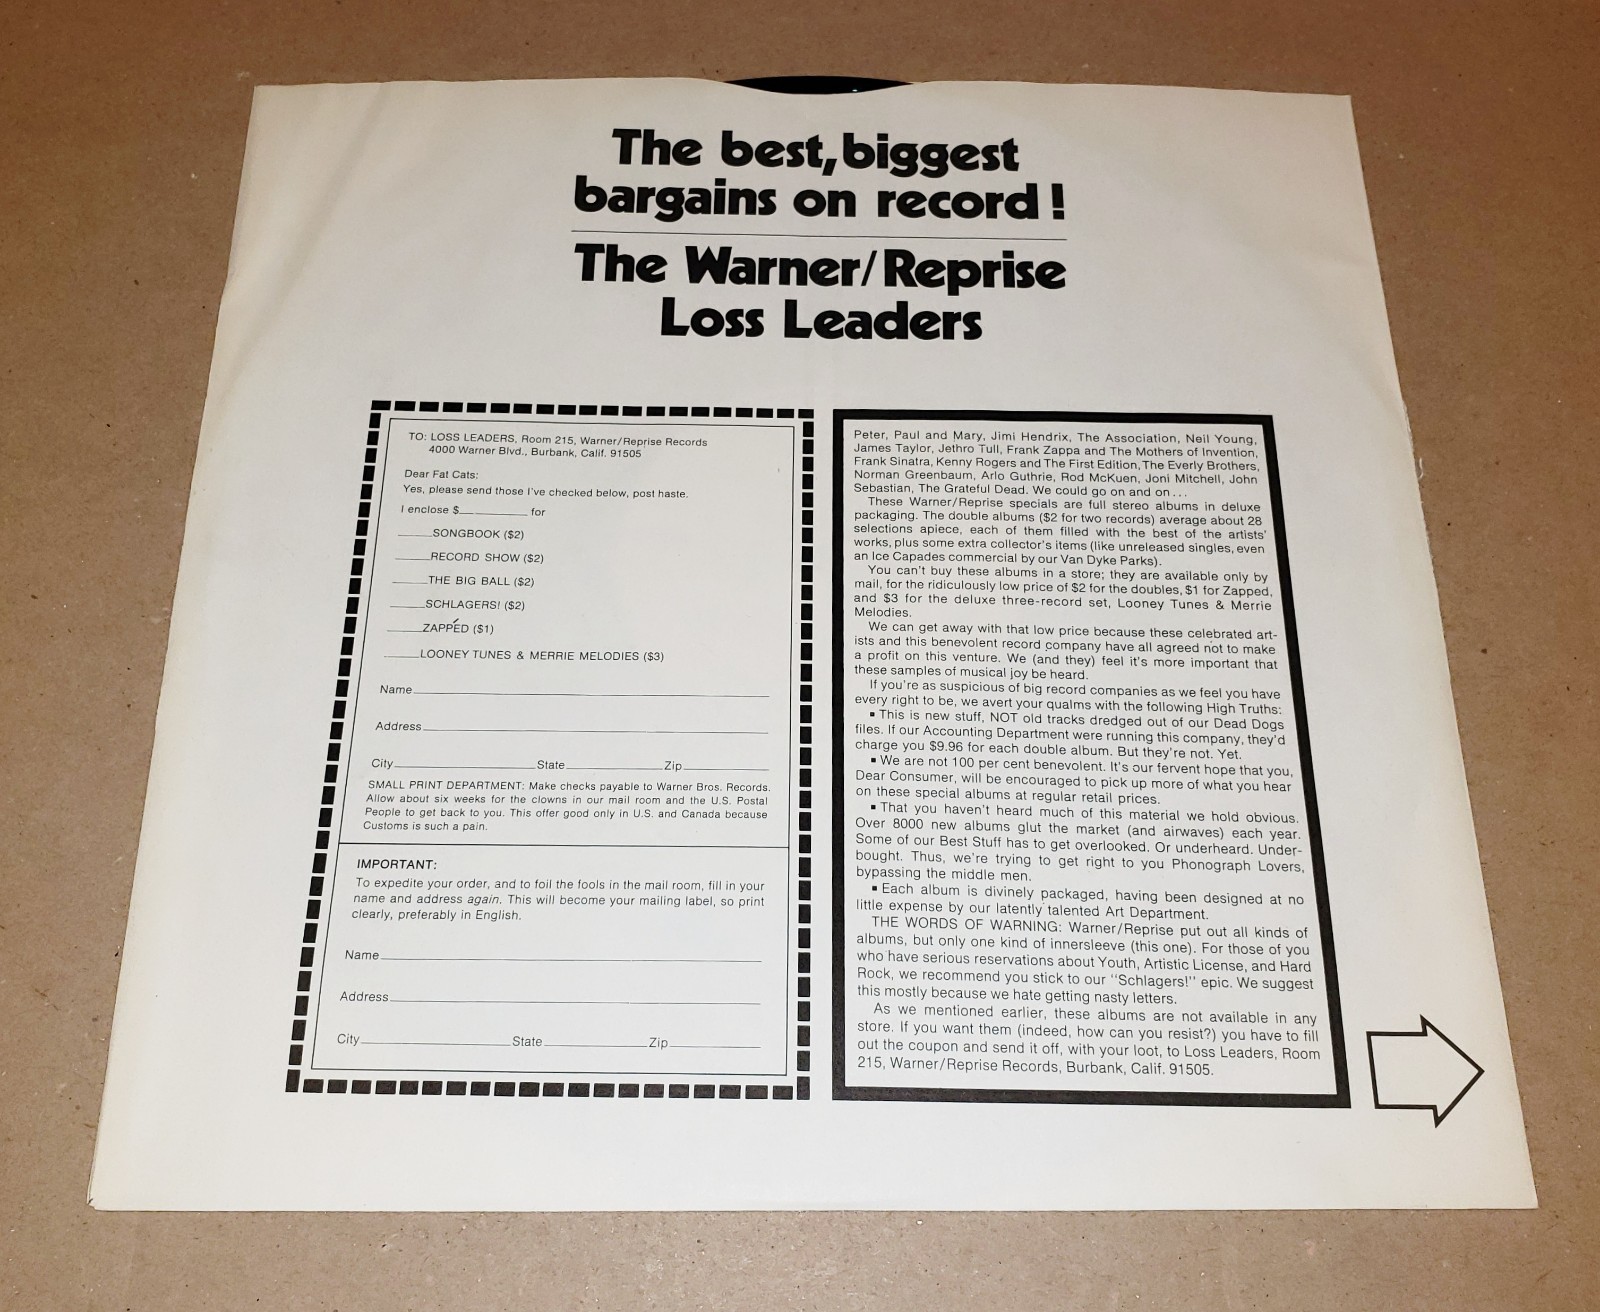 The best, biggest
bargains on record!
The Warner/Reprise
Loss Leaders
TO: LOSS LEADERS, Room 215, Warner/Reprise Records
4000 Warner Blvd., Burbank, Calif. 91505
Dear Fat Cats:
Yes, please send those I've checked below, post haste.
I enclose $________ for
____SONGBOOK ($2)
____RECORD SHOW ($2)
____THE BIG BALL ($2)
____SCHLAGERS! ($2)
____ZAPPÉD ($1)
____LOONEY TUNES & MERRIE MELODIES ($3)
Name
Address
City State Zip
SMALL PRINT DEPARTMENT: Make checks payable to Warner Bros. Records.
Allow about six weeks for the clowns in our mail room and the U.S. Postal
People to get back to you. This offer good only in U.S. and Canada because
Customs is such a pain.
IMPORTANT:
To expedite your order, and to foil the fools in the mail room, fill in your
name and address again. This will become your mailing label, so print
clearly, preferably in English.
Name
Address
City State Zip
Peter, Paul and Mary, Jimi Hendrix, The Association, Neil Young,
James Taylor, Jethro Tull, Frank Zappa and The Mothers of Invention,
Frank Sinatra, Kenny Rogers and The First Edition, The Everly Brothers,
Norman Greenbaum, Arlo Guthrie, Rod McKuen, Joni Mitchell, John
Sebastian, The Grateful Dead. We could go on and on...
These Warner/Reprise specials are full stereo albums in deluxe
packaging. The double albums ($2 for two records) average about 28
selections apiece, each of them filled with the best of the artists'
works, plus some extra collector's items (like unreleased singles, even
an Ice Capades commercial by our Van Dyke Parks).
You can't buy these albums in a store; they are available only by
mail, for the ridiculously low price of $2 for the doubles, $1 for Zapped,
and $3 for the deluxe three-record set, Looney Tunes & Merrie
Melodies.
We can get away with that low price because these celebrated art-
ists and this benevolent record company have all agreed not to make
a profit on this venture. We (and they) feel it's more important that
these samples of musical joy be heard.
If you're as suspicious of big record companies as we feel you have
every right to be, we avert your qualms with the following High Truths:
▪ This is new stuff, NOT old tracks dredged out of our Dead Dogs
files. If our Accounting Department were running this company, they'd
charge you $9.96 for each double album. But they're not. Yet.
▪ We are not 100 per cent benevolent. It's our fervent hope that you,
Dear Consumer, will be encouraged to pick up more of what you hear
on these special albums at regular retail prices.
▪ That you haven't heard much of this material we hold obvious.
Over 8000 new albums glut the market (and airwaves) each year.
Some of our Best Stuff has to get overlooked. Or underheard. Under-
bought. Thus, we're trying to get right to you Phonograph Lovers,
bypassing the middle men.
▪ Each album is divinely packaged, having been designed at no
little expense by our latently talented Art Department.
THE WORDS OF WARNING: Warner/Reprise put out all kinds of
albums, but only one kind of innersleeve (this one). For those of you
who have serious reservations about Youth, Artistic License, and Hard
Rock, we recommend you stick to our "Schlagers!" epic. We suggest
this mostly because we hate getting nasty letters.
As we mentioned earlier, these albums are not available in any
store. If you want them (indeed, how can you resist?) you have to fill
out the coupon and send it off, with your loot, to Loss Leaders, Room
215, Warner/Reprise Records, Burbank, Calif. 91505.